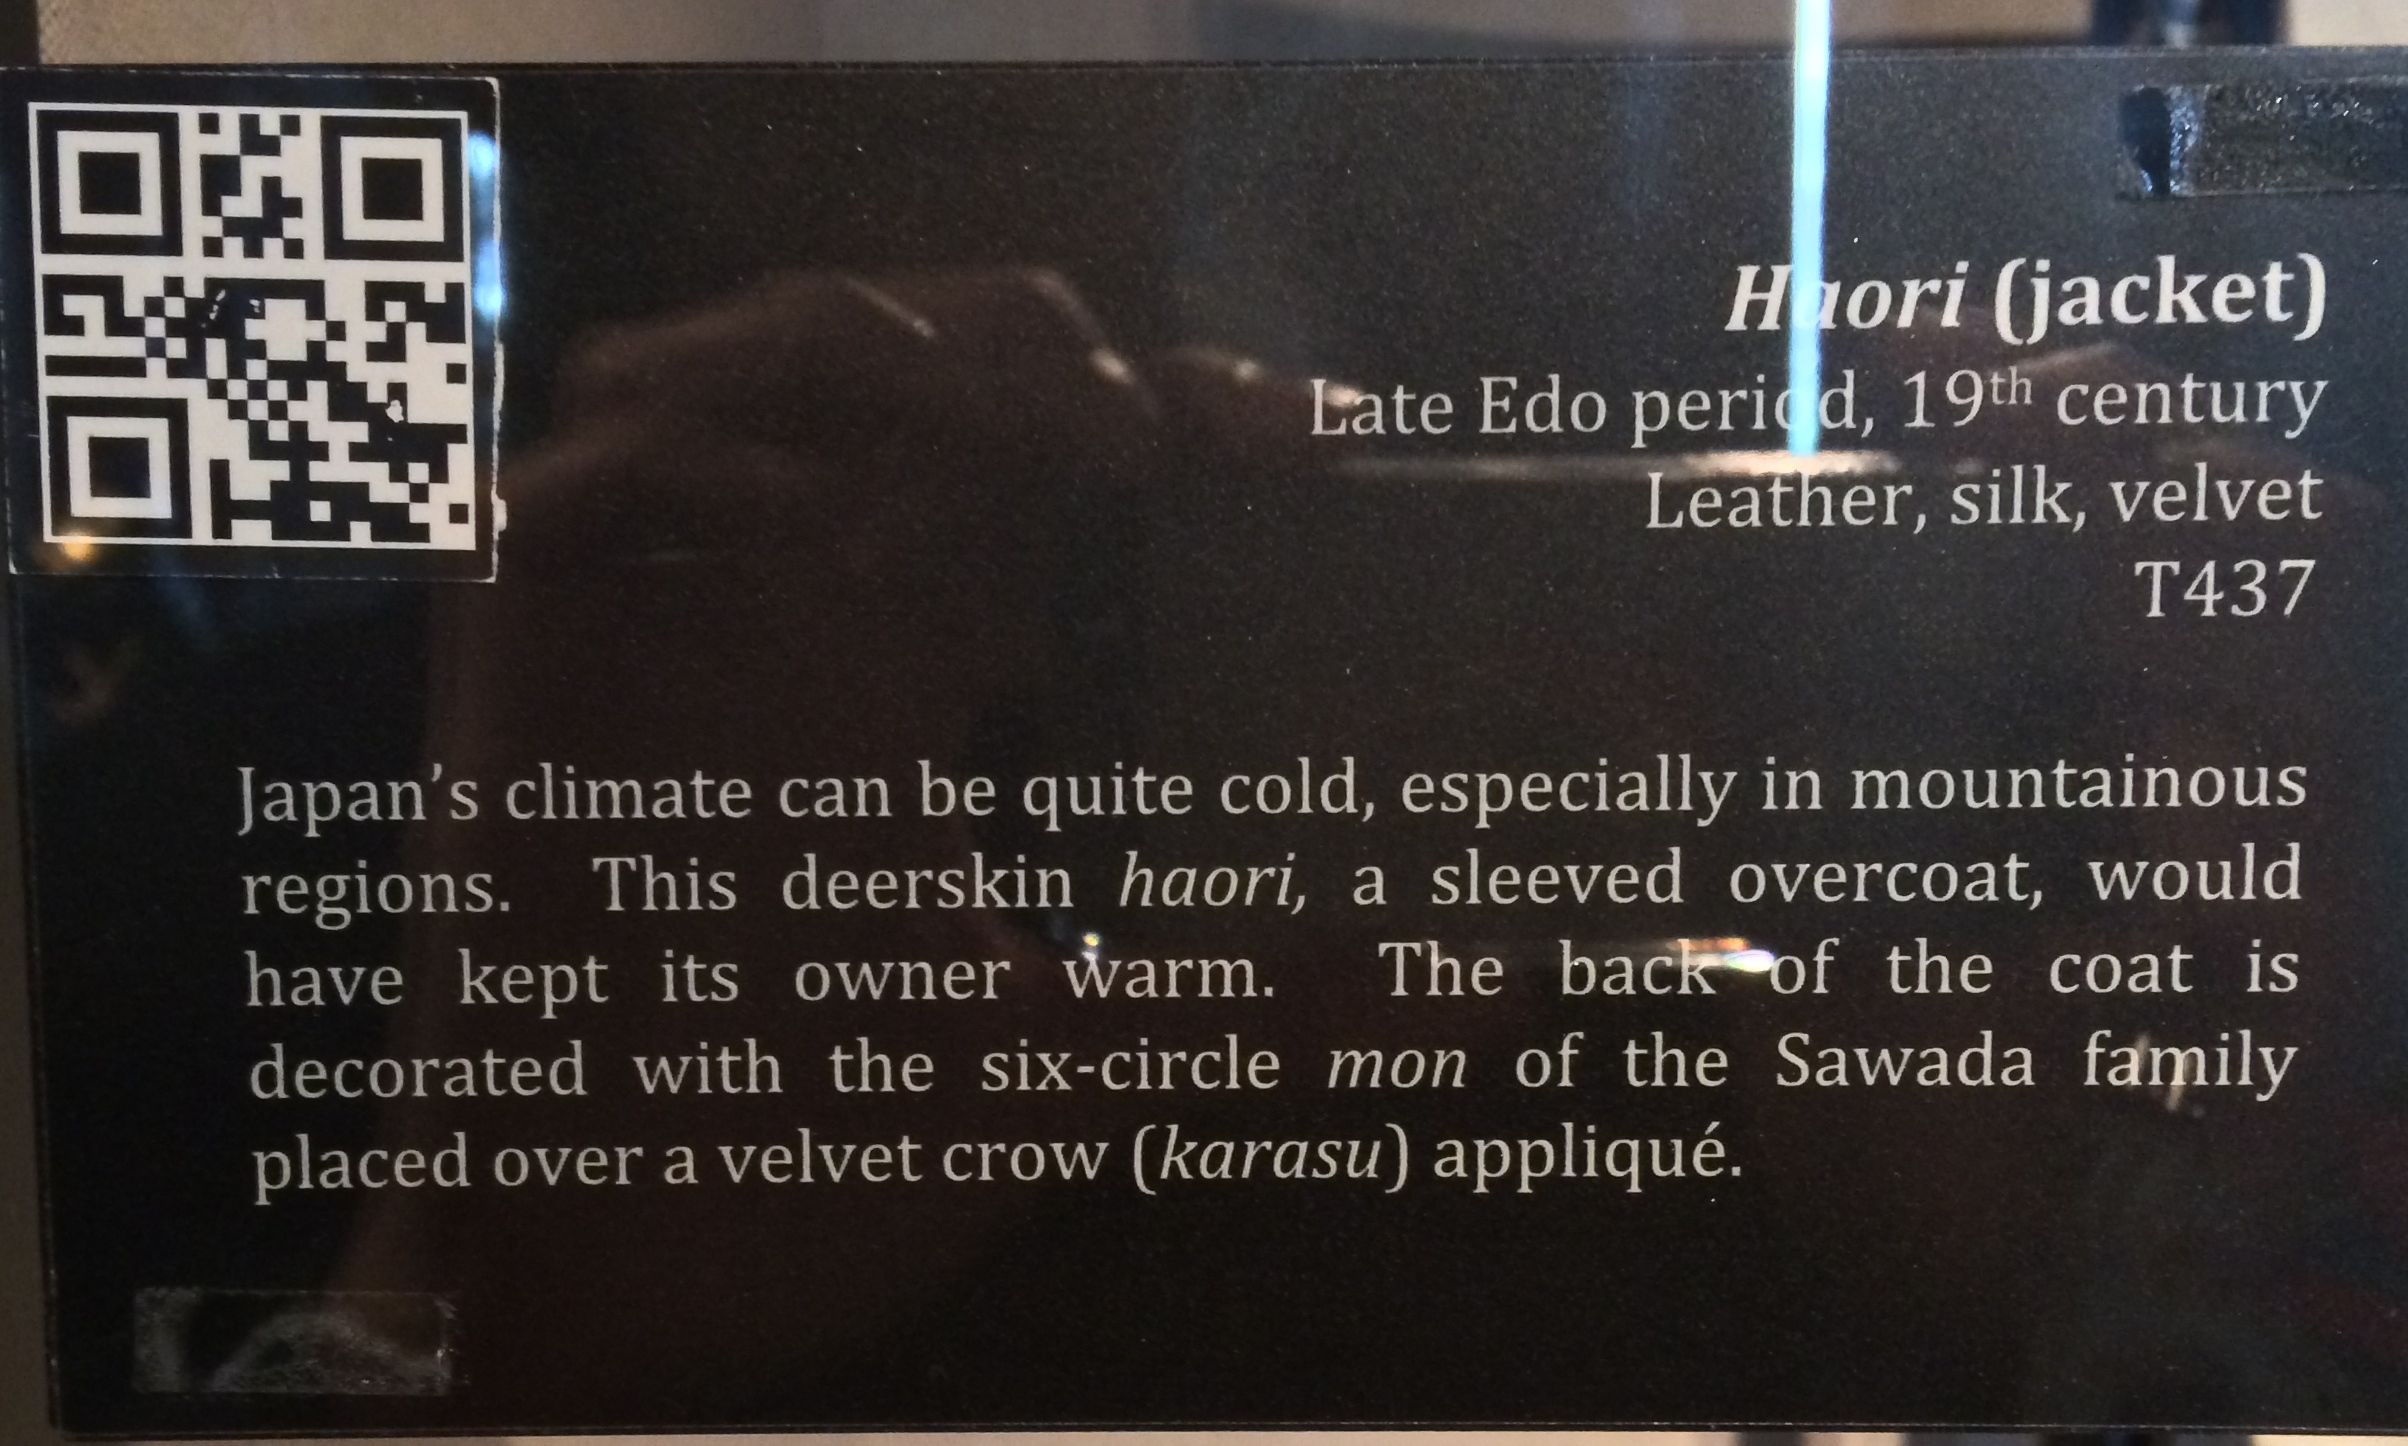 Haori (jacket)
Late Edo period, 19th century
Leather, silk, velvet
T437
Japan's climate can be quite cold, especially in mountainous
regions. This deerskin haori, a sleeved overcoat, would
have kept its owner warm. The back of the coat is
decorated with the six-circle mon of the Sawada family
placed over a velvet crow (karasu) appliqué.